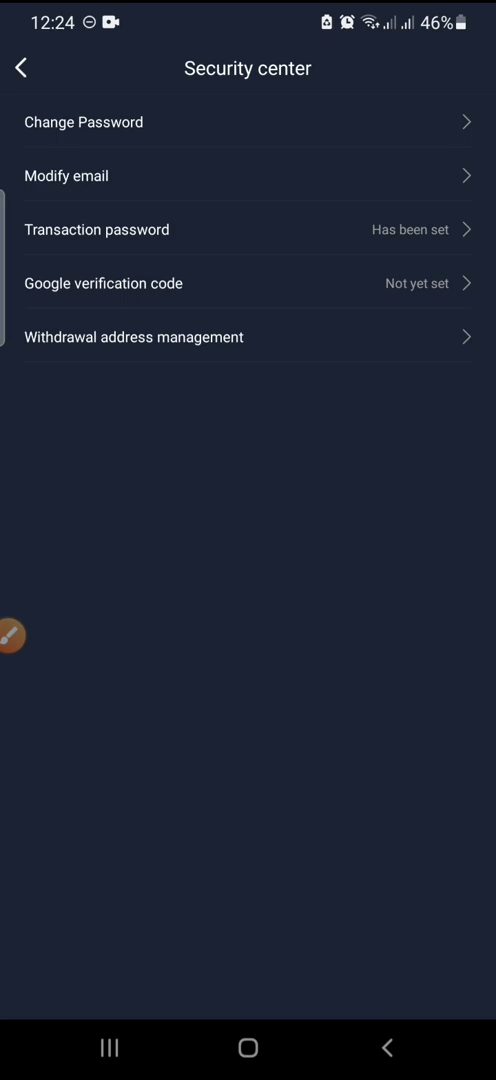 12:24
46%
Security center
Change Password
Modify email
Transaction password Has been set
Google verification code Not yet set
Withdrawal address management